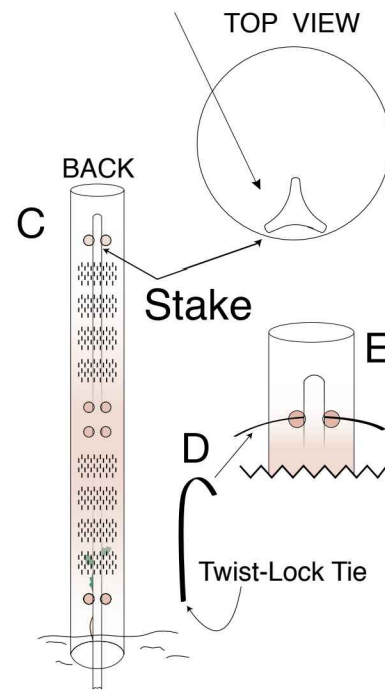 TOP VIEW
BACK
C
Stake
E
D
Twist-Lock Tie